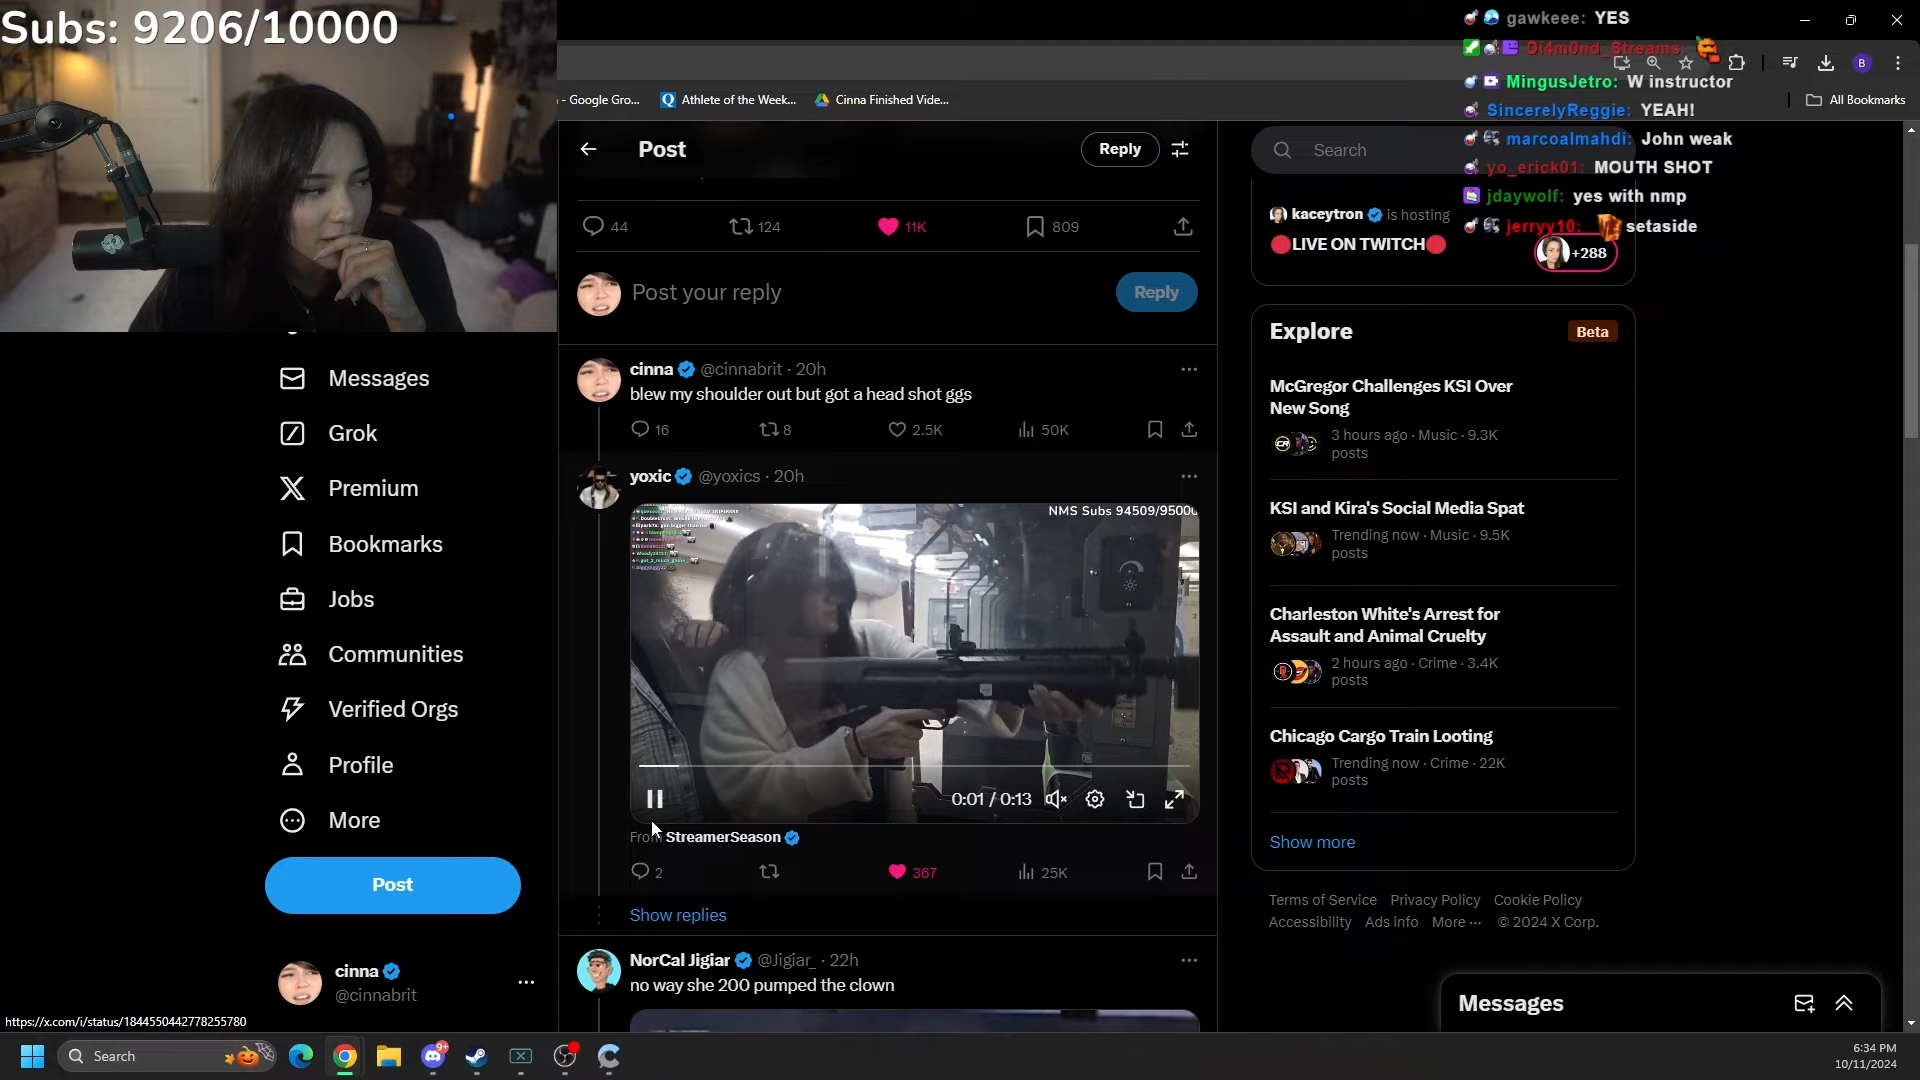 Subs: 9206/10000
gawkeee: YES
Di4m0nd_Streams:
MingusJetro: W instructor
SincerelyReggie: YEAH!
marcoalmahdi: John weak
yo_erick01: MOUTH SHOT
jdaywolf: yes with nmp
jerryy10: setaside
- Google Gro...
Athlete of the Week...
Cinna Finished Vide...
All Bookmarks
B
Post
Reply
Search
44
124
11K
809
kaceytron is hosting
LIVE ON TWITCH
+288
Post your reply
Reply
cinna @cinnabrit · 20h
blew my shoulder out but got a head shot ggs
16
8
2.5K
50K
yoxic @yoxics · 20h
NMS Subs 94509/9500
0:01 / 0:13
From StreamerSeason
2
367
25K
Show replies
NorCal Jigiar @Jigiar_ · 22h
no way she 200 pumped the clown
Messages
Grok
Premium
Bookmarks
Jobs
Communities
Verified Orgs
Profile
More
Post
cinna
@cinnabrit
https://x.com/i/status/1844550442778255780
Explore
Beta
McGregor Challenges KSI Over
New Song
3 hours ago · Music · 9.3K
posts
KSI and Kira's Social Media Spat
Trending now · Music · 9.5K
posts
Charleston White's Arrest for
Assault and Animal Cruelty
2 hours ago · Crime · 3.4K
posts
Chicago Cargo Train Looting
Trending now · Crime · 22K
posts
Show more
Terms of Service Privacy Policy Cookie Policy
Accessibility Ads info More ··· © 2024 X Corp.
Messages
Search
9+
6:34 PM
10/11/2024